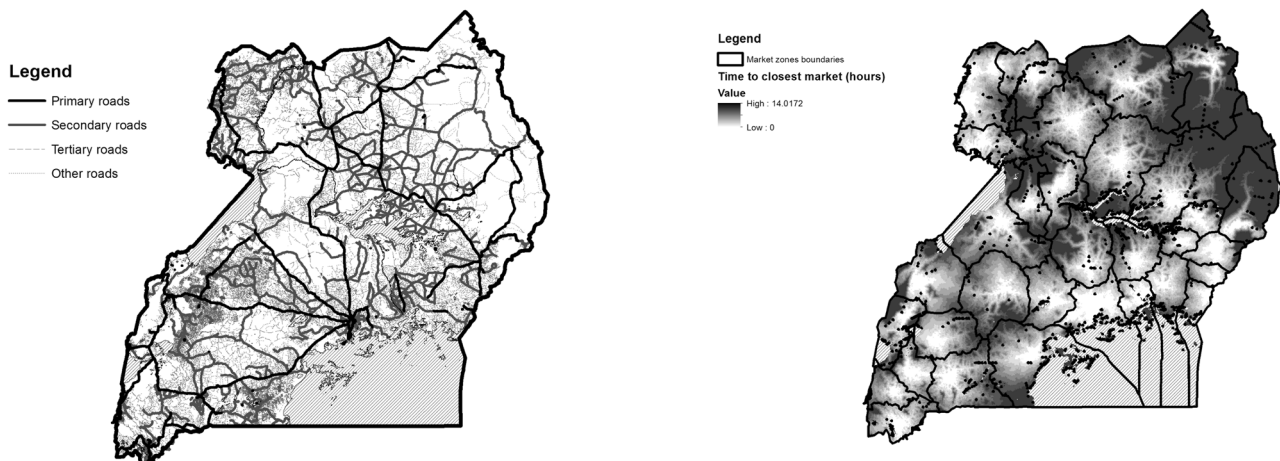 Legend
Primary roads
Secondary roads
Tertiary roads
Other roads
Legend
Market zones boundaries
Time to closest market (hours)
Value
High : 14.0172
Low : 0